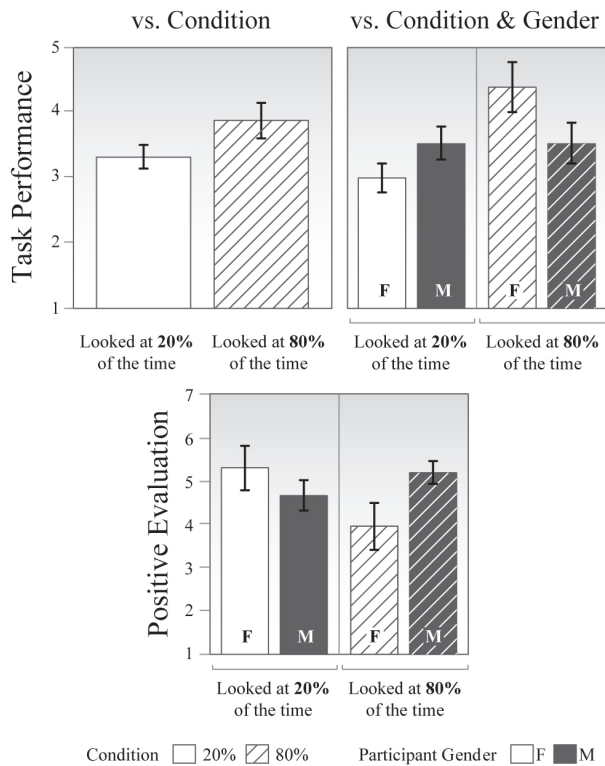 vs. Condition
vs. Condition & Gender
Task Performance
5
4
3
2
1
F
M
F
M
Looked at 20%
of the time
Looked at 80%
of the time
Looked at 20%
of the time
Looked at 80%
of the time
Positive Evaluation
7
6
5
4
3
2
1
F
M
F
M
Looked at 20%
of the time
Looked at 80%
of the time
Condition 20% 80% Participant Gender F M